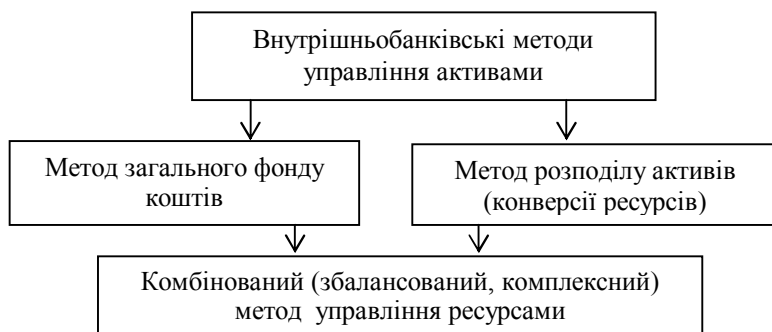 Внутрішньобанківські методи
управління активами
Метод загального фонду
коштів
Метод розподілу активів
(конверсії ресурсів)
Комбінований (збалансований, комплексний)
метод управління ресурсами